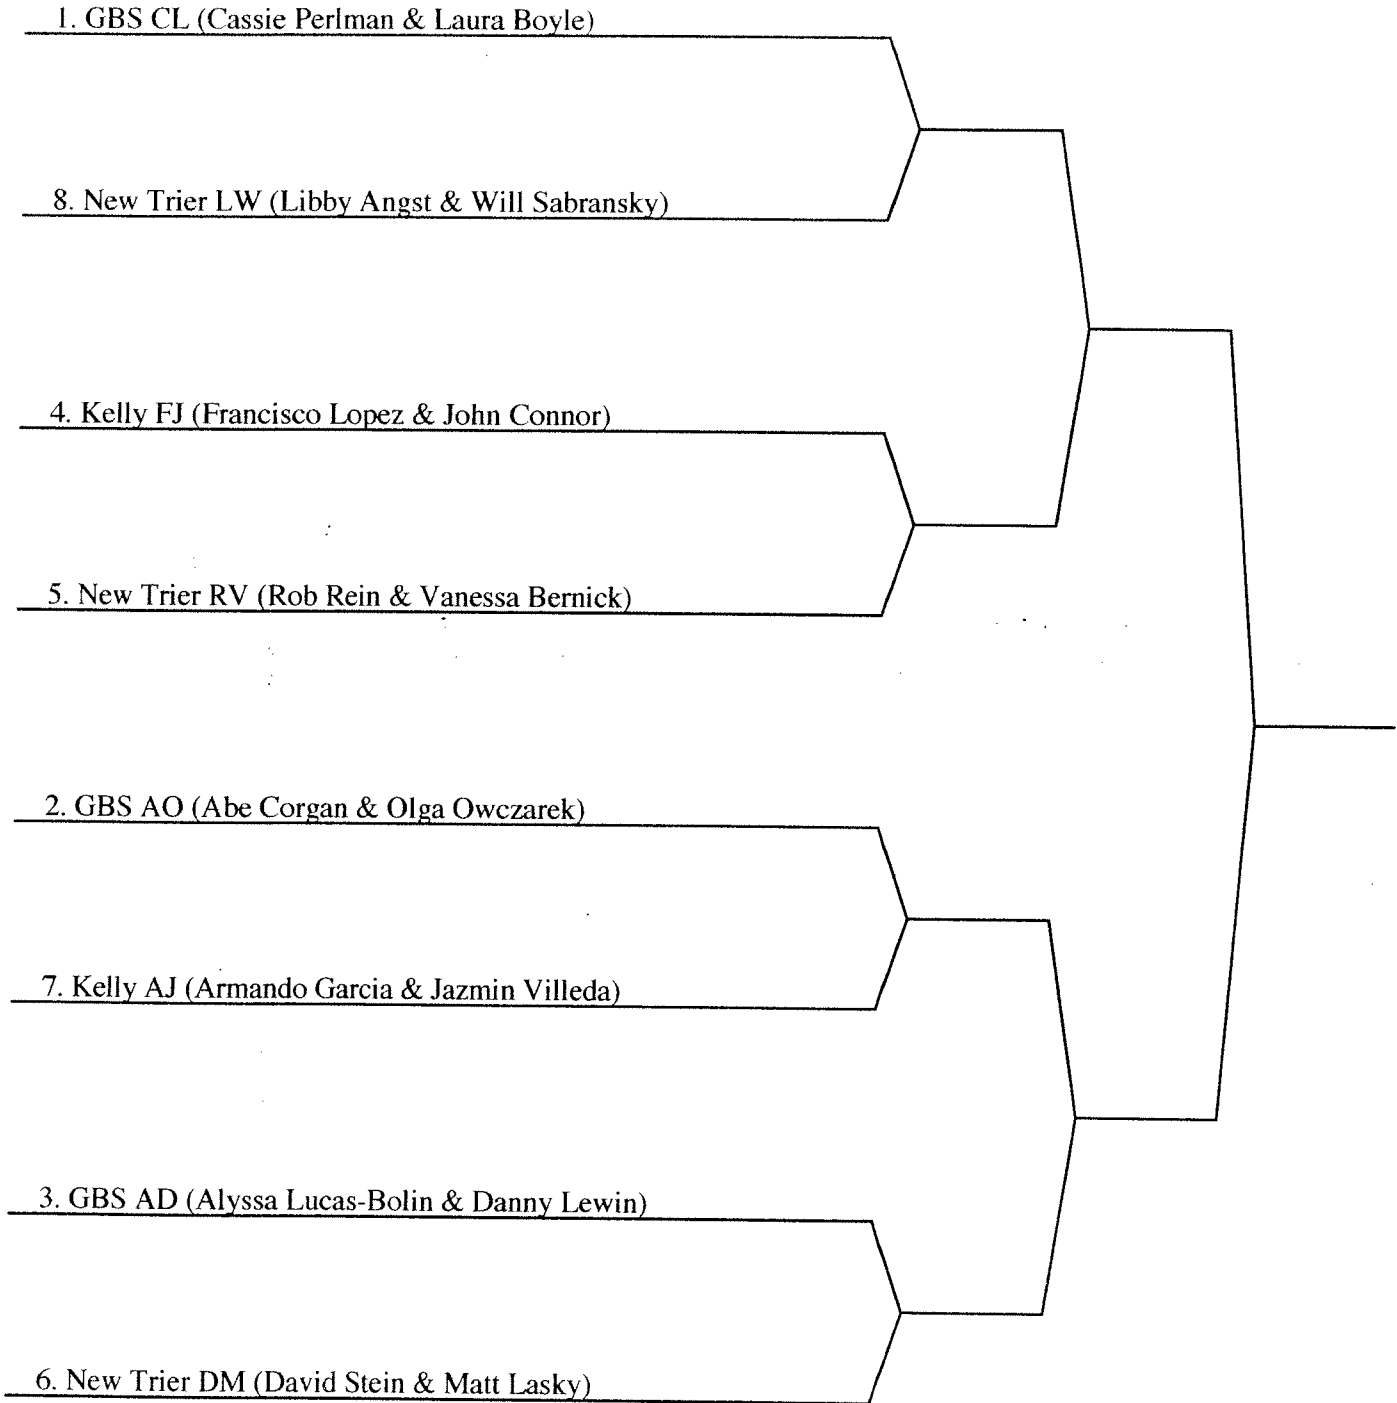 1. GBS CL (Cassie Perlman & Laura Boyle)
8. New Trier LW (Libby Angst & Will Sabransky)
4. Kelly FJ (Francisco Lopez & John Connor)
5. New Trier RV (Rob Rein & Vanessa Bernick)
2. GBS AO (Abe Corgan & Olga Owczarek)
7. Kelly AJ (Armando Garcia & Jazmin Villeda)
3. GBS AD (Alyssa Lucas-Bolin & Danny Lewin)
6. New Trier DM (David Stein & Matt Lasky)